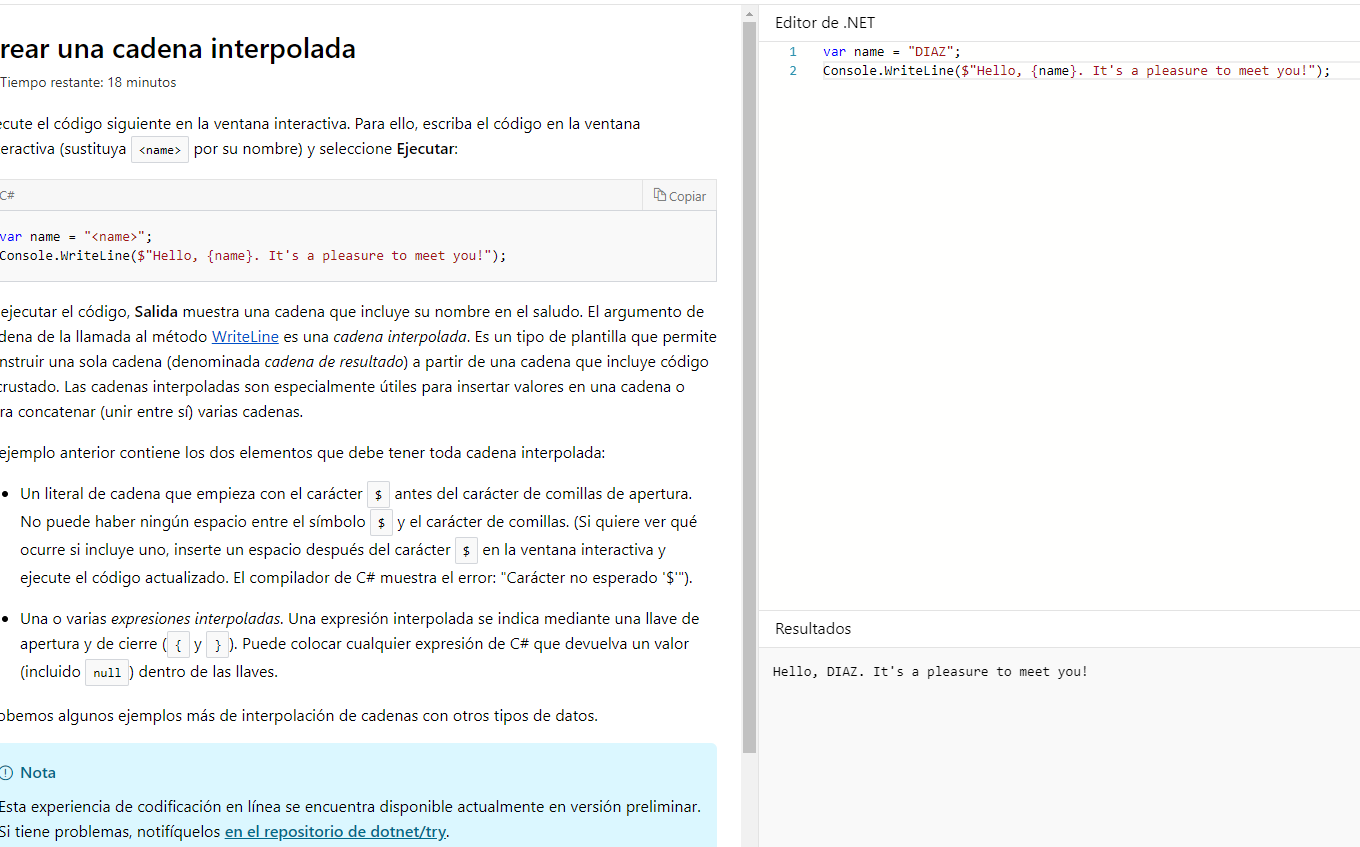 rear una cadena interpolada
Tiempo restante: 18 minutos
ecute el código siguiente en la ventana interactiva. Para ello, escriba el código en la ventana
eractiva (sustituya <name> por su nombre) y seleccione Ejecutar:
C#
Copiar
var name = "<name>";
Console.WriteLine($"Hello, {name}. It's a pleasure to meet you!");
ejecutar el código, Salida muestra una cadena que incluye su nombre en el saludo. El argumento de
dena de la llamada al método WriteLine es una cadena interpolada. Es un tipo de plantilla que permite
nstruir una sola cadena (denominada cadena de resultado) a partir de una cadena que incluye código
crustado. Las cadenas interpoladas son especialmente útiles para insertar valores en una cadena o
ra concatenar (unir entre sí) varias cadenas.
ejemplo anterior contiene los dos elementos que debe tener toda cadena interpolada:
• Un literal de cadena que empieza con el carácter $ antes del carácter de comillas de apertura.
No puede haber ningún espacio entre el símbolo $ y el carácter de comillas. (Si quiere ver qué
ocurre si incluye uno, inserte un espacio después del carácter $ en la ventana interactiva y
ejecute el código actualizado. El compilador de C# muestra el error: "Carácter no esperado '$'").
• Una o varias expresiones interpoladas. Una expresión interpolada se indica mediante una llave de
apertura y de cierre ( { y } ). Puede colocar cualquier expresión de C# que devuelva un valor
(incluido null ) dentro de las llaves.
obemos algunos ejemplos más de interpolación de cadenas con otros tipos de datos.
Nota
Esta experiencia de codificación en línea se encuentra disponible actualmente en versión preliminar.
Si tiene problemas, notifíquelos en el repositorio de dotnet/try.
Editor de .NET
1 var name = "DIAZ";
2 Console.WriteLine($"Hello, {name}. It's a pleasure to meet you!");
Resultados
Hello, DIAZ. It's a pleasure to meet you!